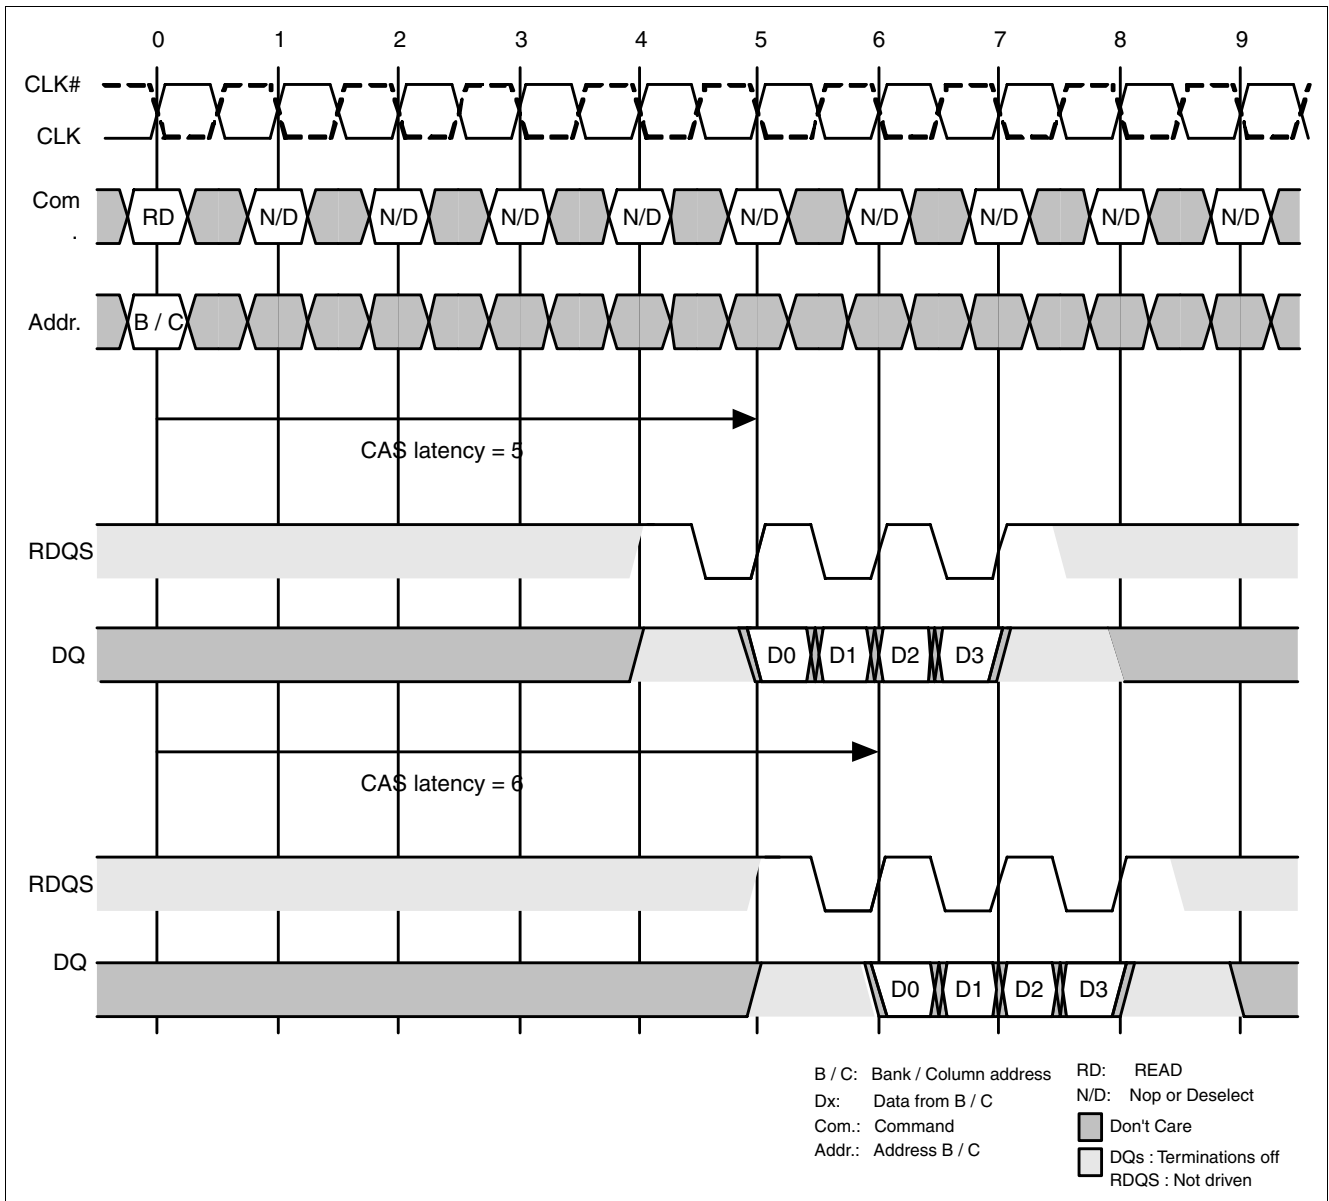 0 1 2 3 4 5 6 7 8 9
CLK#
CLK
Com
.
RD N/D N/D N/D N/D N/D N/D N/D N/D N/D
Addr.
B / C
CAS latency = 5
RDQS
DQ
D0 D1 D2 D3
CAS latency = 6
RDQS
DQ
D0 D1 D2 D3
B / C: Bank / Column address
Dx: Data from B / C
Com.: Command
Addr.: Address B / C
RD: READ
N/D: Nop or Deselect
Don't Care
DQs : Terminations off
RDQS : Not driven